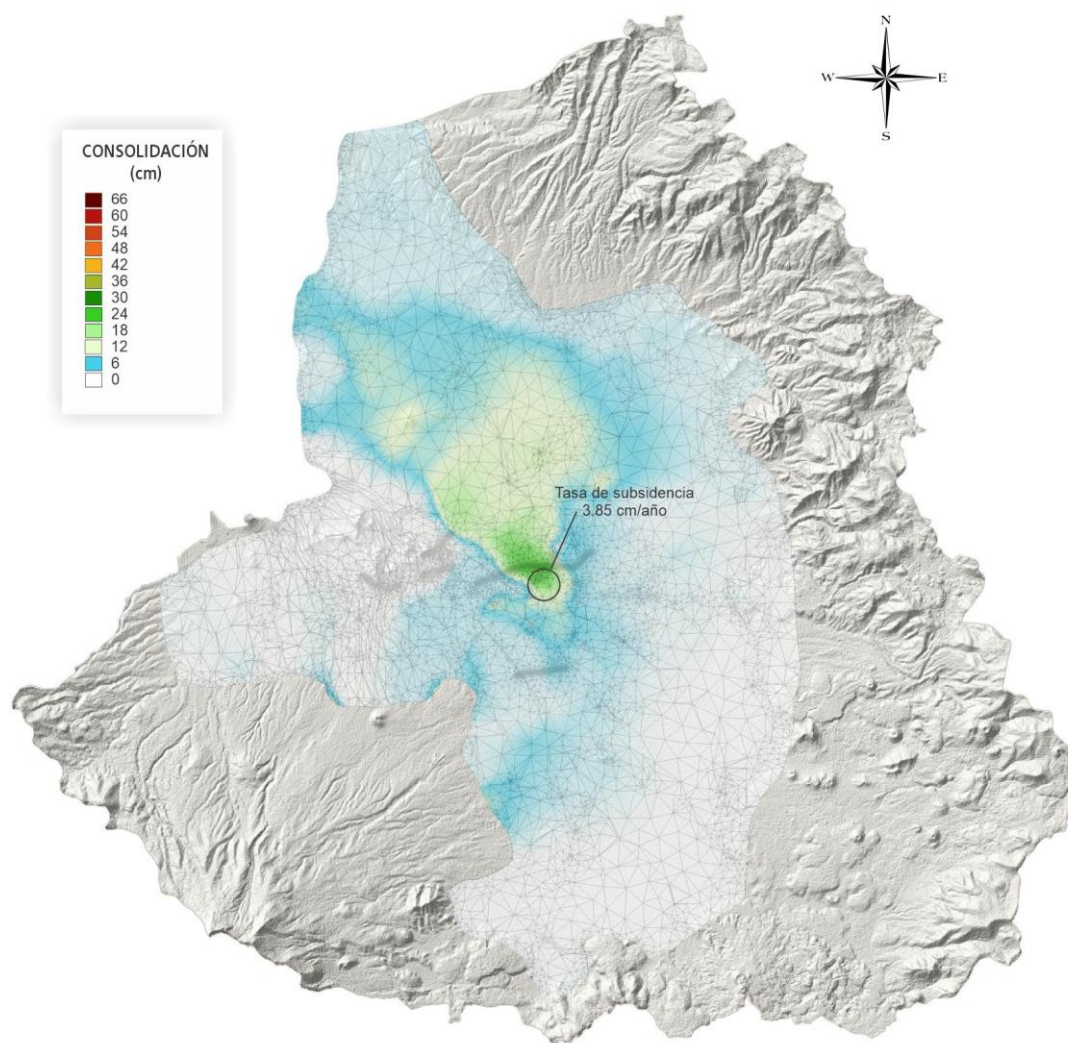 N
W E
S
CONSOLIDACIÓN
(cm)
66
60
54
48
42
36
30
24
18
12
6
0
Tasa de subsidencia
3.85 cm/año